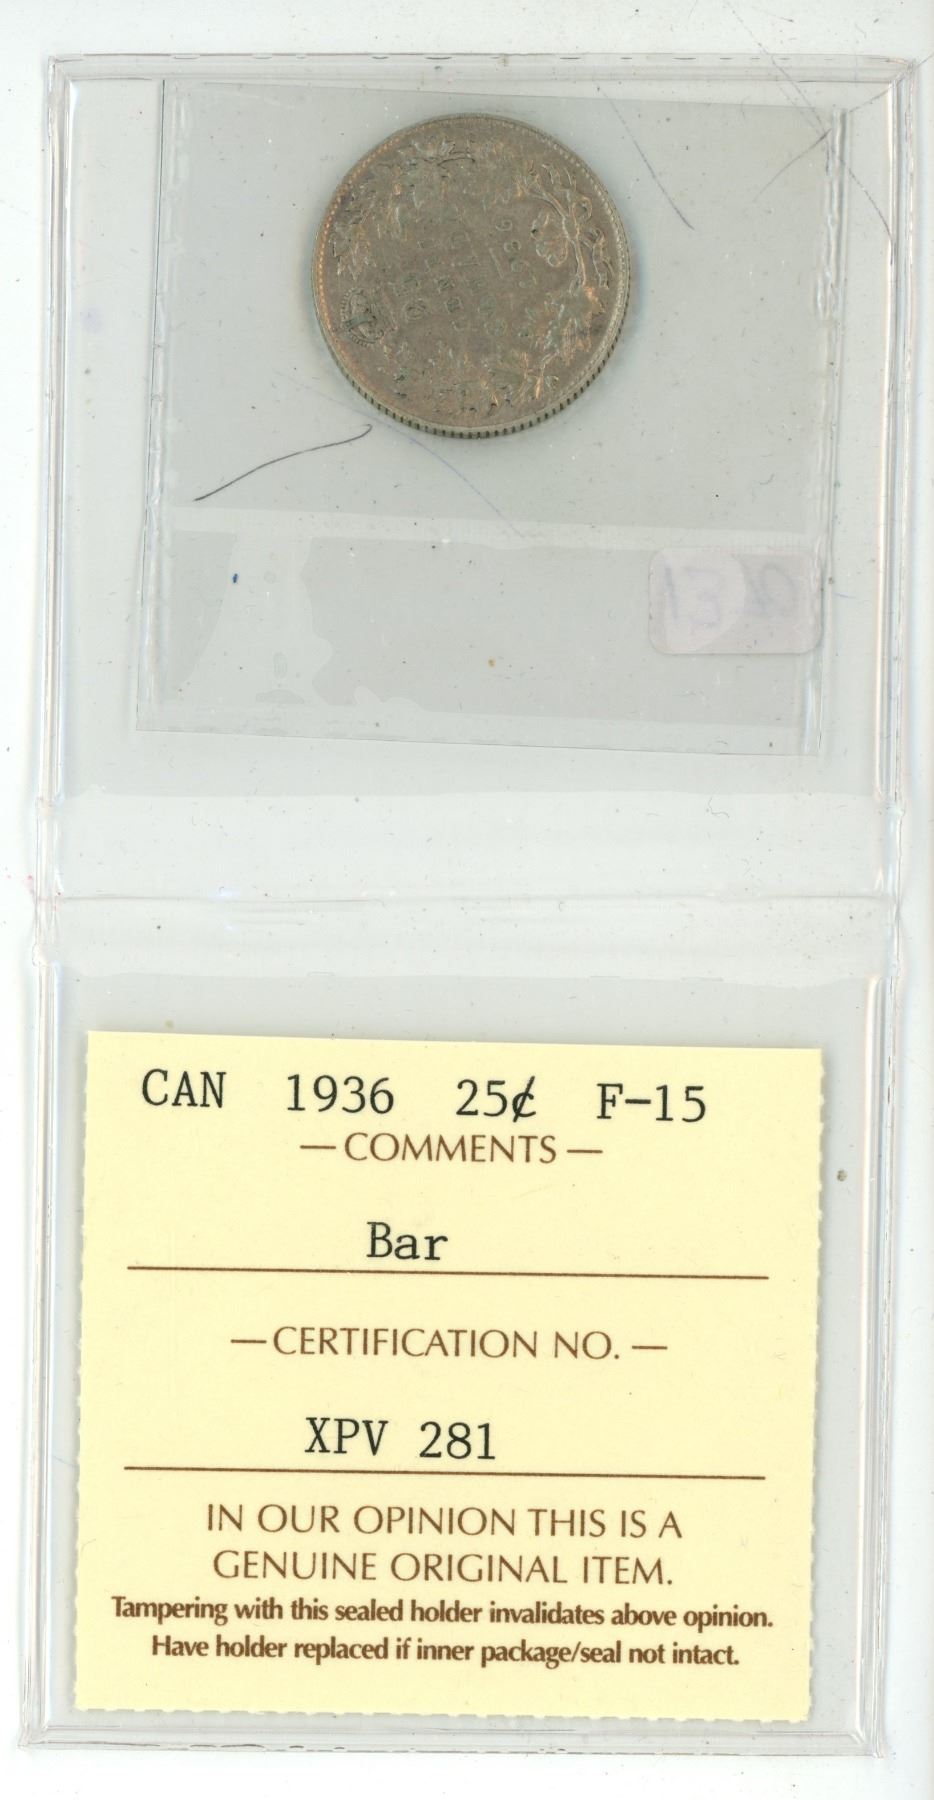 1936
CAN 1936 25¢ F-15
— COMMENTS —
Bar
— CERTIFICATION NO. —
XPV 281
IN OUR OPINION THIS IS A
GENUINE ORIGINAL ITEM.
Tampering with this sealed holder invalidates above opinion.
Have holder replaced if inner package/seal not intact.